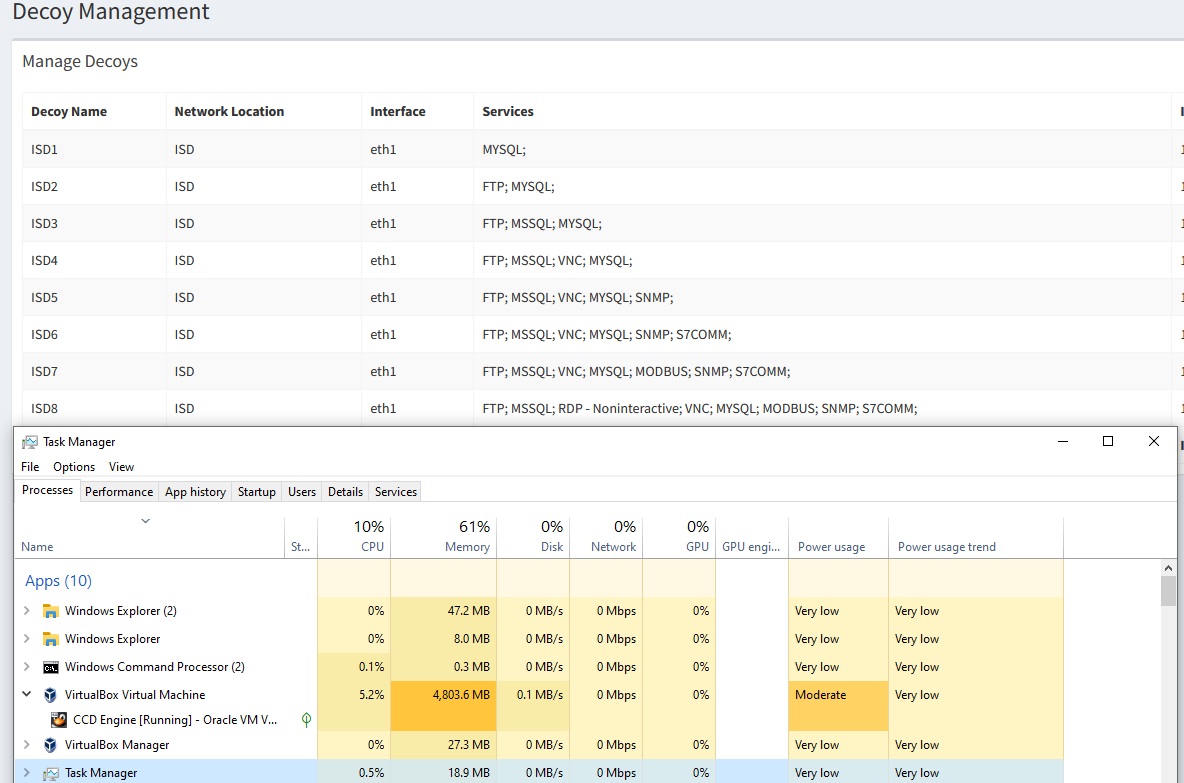 Decoy Management
Manage Decoys
Decoy Name Network Location Interface Services
ISD1 ISD eth1 MYSQL;
ISD2 ISD eth1 FTP; MYSQL;
ISD3 ISD eth1 FTP; MSSQL; MYSQL;
ISD4 ISD eth1 FTP; MSSQL; VNC; MYSQL;
ISD5 ISD eth1 FTP; MSSQL; VNC; MYSQL; SNMP;
ISD6 ISD eth1 FTP; MSSQL; VNC; MYSQL; SNMP; S7COMM;
ISD7 ISD eth1 FTP; MSSQL; VNC; MYSQL; MODBUS; SNMP; S7COMM;
ISD8 ISD eth1 FTP; MSSQL; RDP - Noninteractive; VNC; MYSQL; MODBUS; SNMP; S7COMM;
Task Manager
File Options View
Processes Performance App history Startup Users Details Services
10% 61% 0% 0% 0%
Name St... CPU Memory Disk Network GPU GPU engi... Power usage Power usage trend
Apps (10)
Windows Explorer (2) 0% 47.2 MB 0 MB/s 0 Mbps 0% Very low Very low
Windows Explorer 0% 8.0 MB 0 MB/s 0 Mbps 0% Very low Very low
Windows Command Processor (2) 0.1% 0.3 MB 0 MB/s 0 Mbps 0% Very low Very low
VirtualBox Virtual Machine 5.2% 4,803.6 MB 0.1 MB/s 0 Mbps 0% Moderate Very low
CCD Engine [Running] - Oracle VM V...
VirtualBox Manager 0% 27.3 MB 0 MB/s 0 Mbps 0% Very low Very low
Task Manager 0.5% 18.9 MB 0 MB/s 0 Mbps 0% Very low Very low